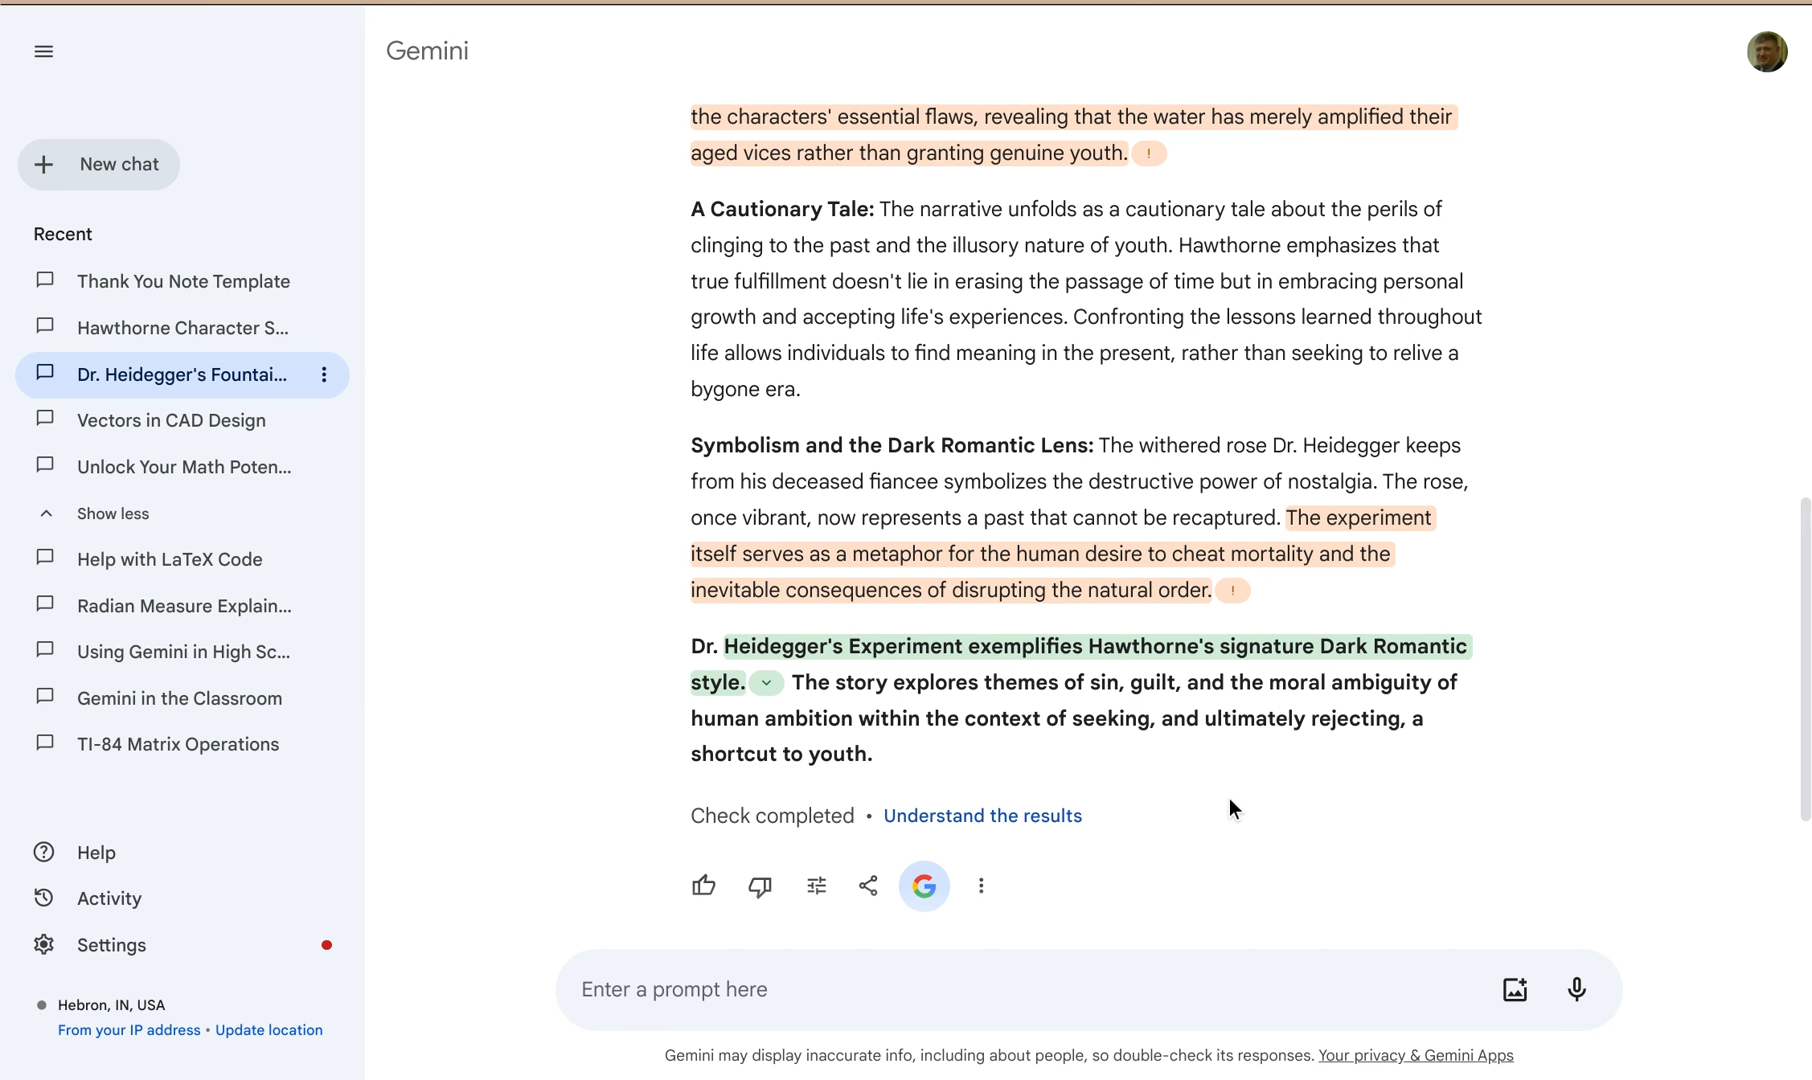 Gemini
New chat
Recent
Thank You Note Template
Hawthorne Character S...
Dr. Heidegger's Fountai...
Vectors in CAD Design
Unlock Your Math Poten...
Show less
Help with LaTeX Code
Radian Measure Explain...
Using Gemini in High Sc...
Gemini in the Classroom
TI-84 Matrix Operations
Help
Activity
Settings
Hebron, IN, USA
From your IP address • Update location
the characters' essential flaws, revealing that the water has merely amplified their
aged vices rather than granting genuine youth. !
A Cautionary Tale: The narrative unfolds as a cautionary tale about the perils of
clinging to the past and the illusory nature of youth. Hawthorne emphasizes that
true fulfillment doesn't lie in erasing the passage of time but in embracing personal
growth and accepting life's experiences. Confronting the lessons learned throughout
life allows individuals to find meaning in the present, rather than seeking to relive a
bygone era.
Symbolism and the Dark Romantic Lens: The withered rose Dr. Heidegger keeps
from his deceased fiancee symbolizes the destructive power of nostalgia. The rose,
once vibrant, now represents a past that cannot be recaptured. The experiment
itself serves as a metaphor for the human desire to cheat mortality and the
inevitable consequences of disrupting the natural order. !
Dr. Heidegger's Experiment exemplifies Hawthorne's signature Dark Romantic
style. The story explores themes of sin, guilt, and the moral ambiguity of
human ambition within the context of seeking, and ultimately rejecting, a
shortcut to youth.
Check completed • Understand the results
Enter a prompt here
Gemini may display inaccurate info, including about people, so double-check its responses. Your privacy & Gemini Apps